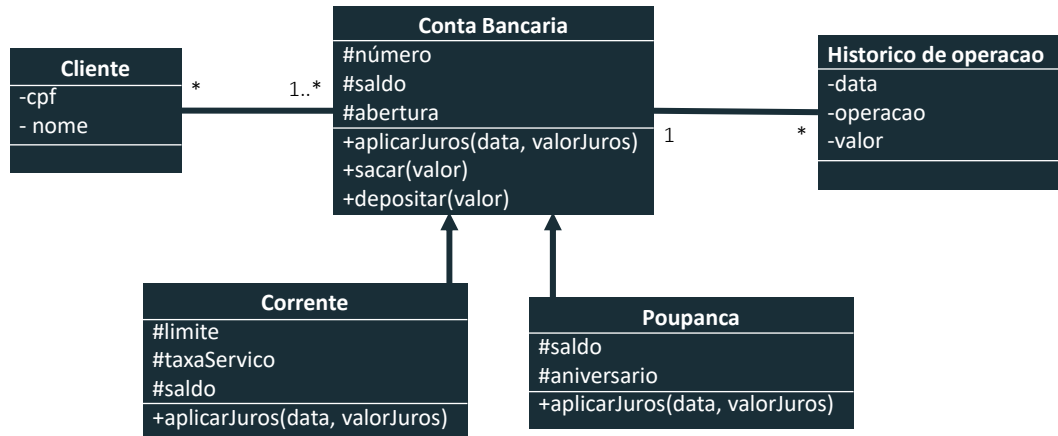 Cliente
-cpf
- nome
*
1..*
Conta Bancaria
#número
#saldo
#abertura
+aplicarJuros(data, valorJuros)
+sacar(valor)
+depositar(valor)
1
*
Historico de operacao
-data
-operacao
-valor
Corrente
#limite
#taxaServico
#saldo
+aplicarJuros(data, valorJuros)
Poupanca
#saldo
#aniversario
+aplicarJuros(data, valorJuros)